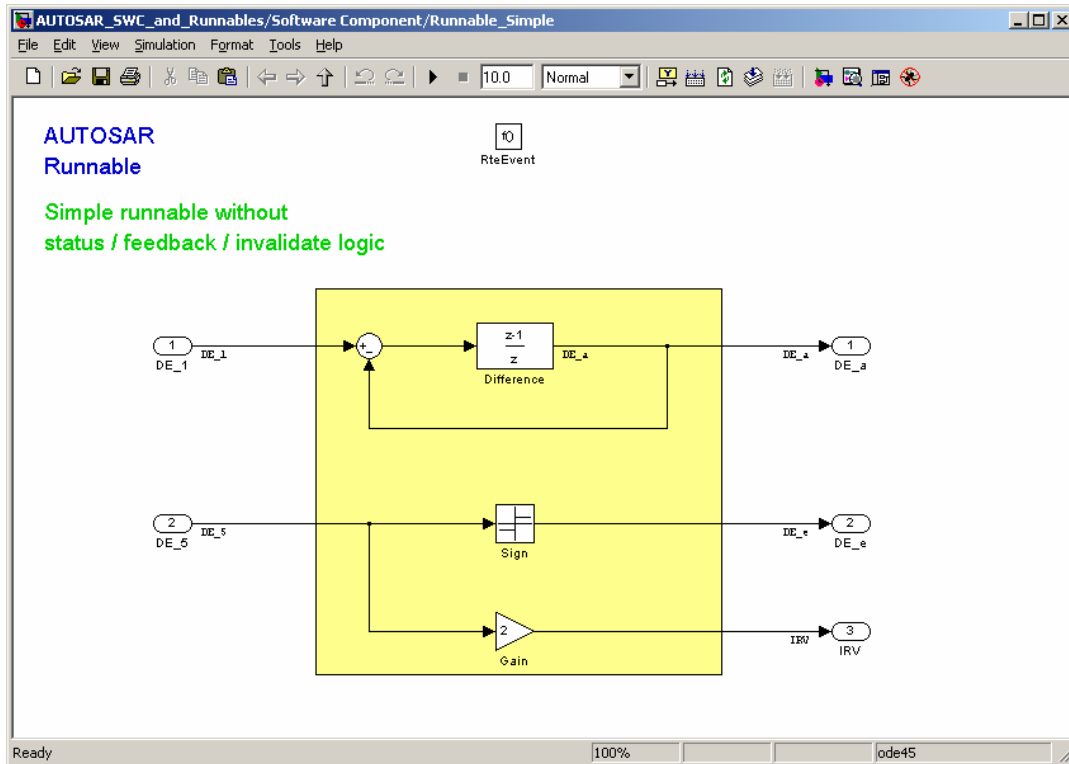 AUTOSAR_SWC_and_Runnables/Software Component/Runnable_Simple
File Edit View Simulation Format Tools Help
10.0 Normal
AUTOSAR
Runnable
f()
RteEvent
Simple runnable without
status / feedback / invalidate logic
1
DE_1
DE_1
+
-
z-1
z
Difference
DE_a
DE_a
1
DE_a
2
DE_5
DE_5
Sign
DE_e
2
DE_e
2
Gain
IRV
3
IRV
Ready 100% ode45